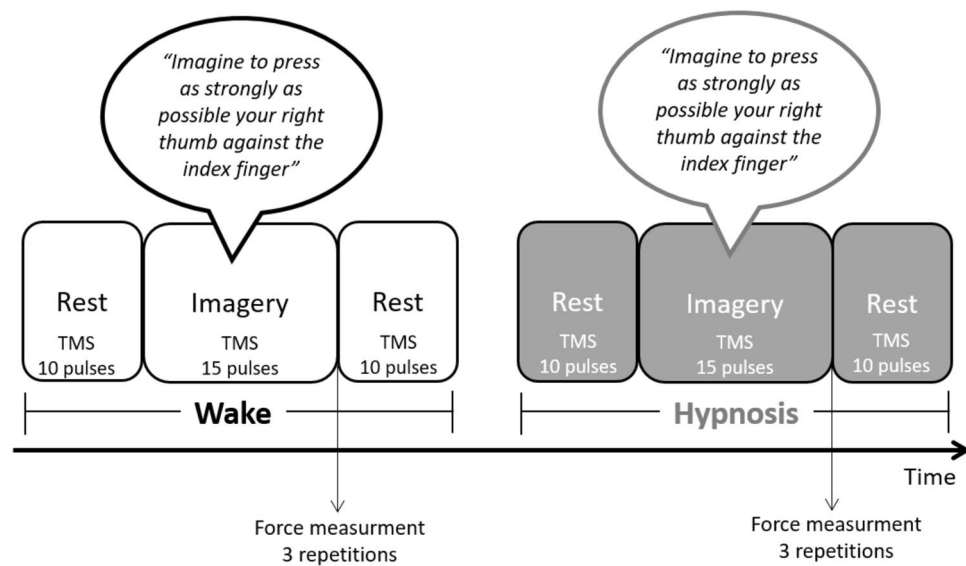 “Imagine to press
as strongly as
possible your right
thumb against the
index finger”
“Imagine to press
as strongly as
possible your right
thumb against the
index finger”
Rest
TMS
10 pulses
Imagery
TMS
15 pulses
Rest
TMS
10 pulses
Rest
TMS
10 pulses
Imagery
TMS
15 pulses
Rest
TMS
10 pulses
Wake
Hypnosis
Time
Force measurment
3 repetitions
Force measurment
3 repetitions